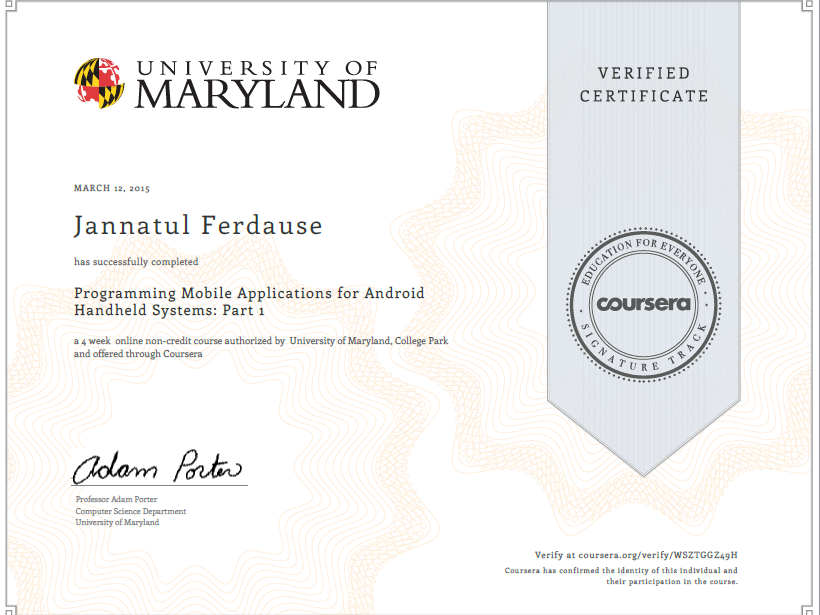 UNIVERSITY OF
MARYLAND
VERIFIED
CERTIFICATE
MARCH 12, 2015
Jannatul Ferdause
has successfully completed
Programming Mobile Applications for Android
Handheld Systems: Part 1
a 4 week online non-credit course authorized by University of Maryland, College Park
and offered through Coursera
EDUCATION FOR EVERYONE
coursera
SIGNATURE TRACK
Adam Porter
Professor Adam Porter
Computer Science Department
University of Maryland
Verify at coursera.org/verify/WSZTGGZ49H
Coursera has confirmed the identity of this individual and
their participation in the course.